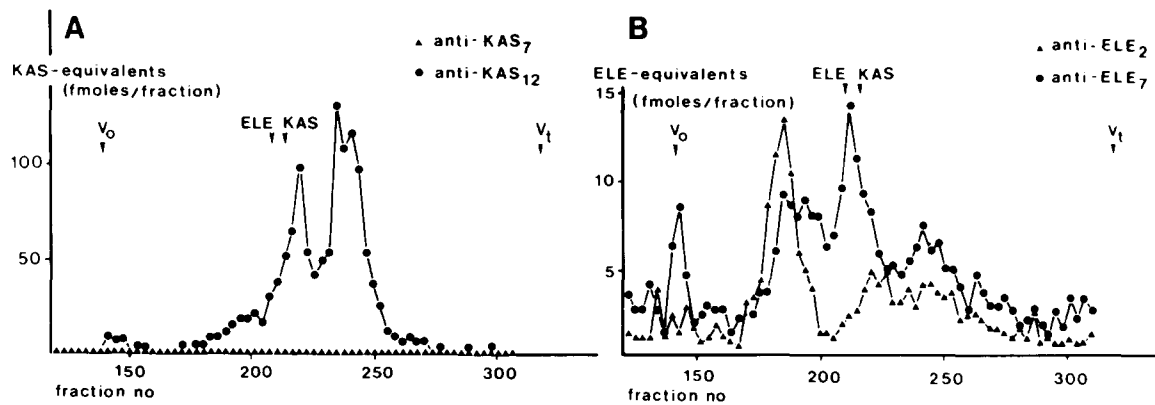 A
▲ anti-KAS7
● anti-KAS12
KAS-equivalents
(fmoles/fraction)
ELE KAS
Vo
Vt
100
50
150
200
250
300
fraction no
B
▲ anti-ELE2
● anti-ELE7
ELE-equivalents
(fmoles/fraction)
ELE KAS
Vo
Vt
15
10
5
150
200
250
300
fraction no